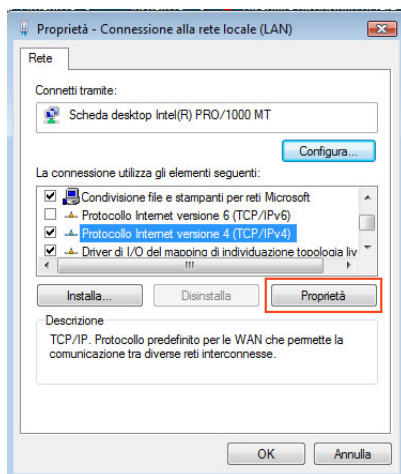 Proprietà - Connessione alla rete locale (LAN)
Rete
Connetti tramite:
Scheda desktop Intel(R) PRO/1000 MT
Configura...
La connessione utilizza gli elementi seguenti:
Condivisione file e stampanti per reti Microsoft
Protocollo Internet versione 6 (TCP/IPv6)
Protocollo Internet versione 4 (TCP/IPv4)
Driver di I/O del mapping di individuazione topologia liv
Installa... Disinstalla Proprietà
Descrizione
TCP/IP. Protocollo predefinito per le WAN che permette la
comunicazione tra diverse reti interconnesse.
OK Annulla